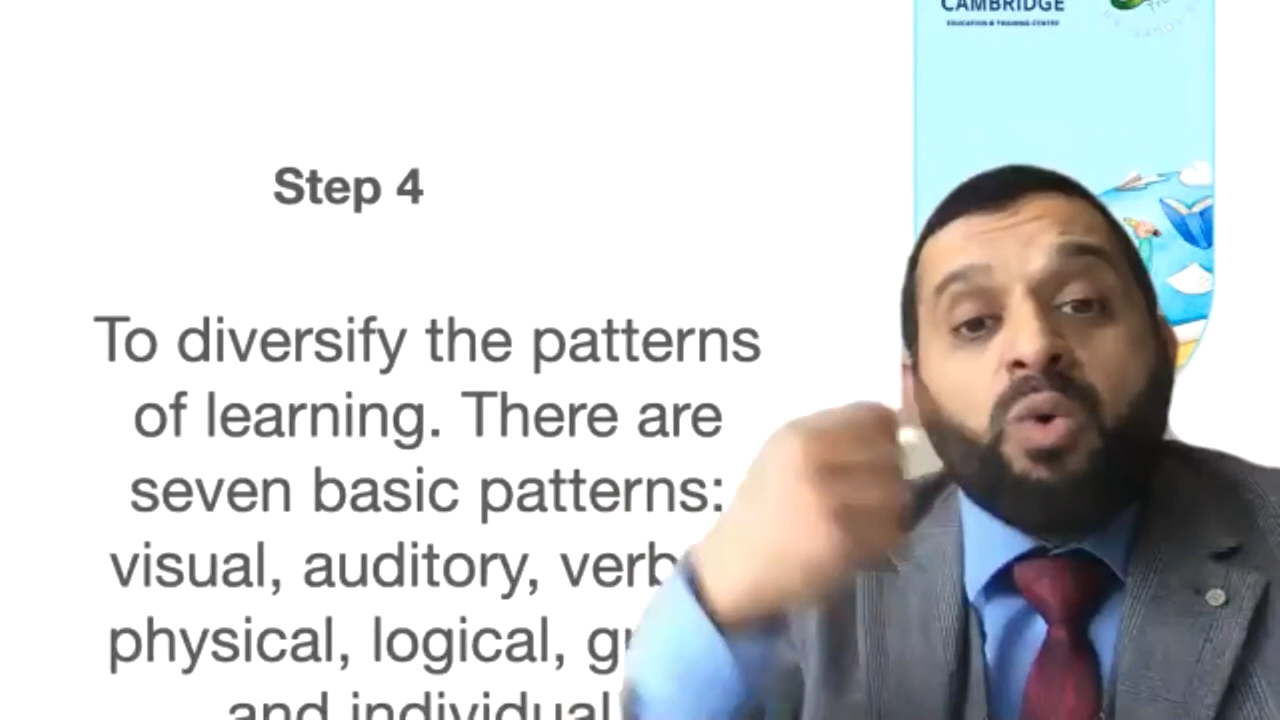 CAMBRIDGE
EDUCATION & TRAINING CENTRE
Step 4
To diversify the patterns
of learning. There are
seven basic patterns:
visual, auditory, verb
physical, logical, g
and individual